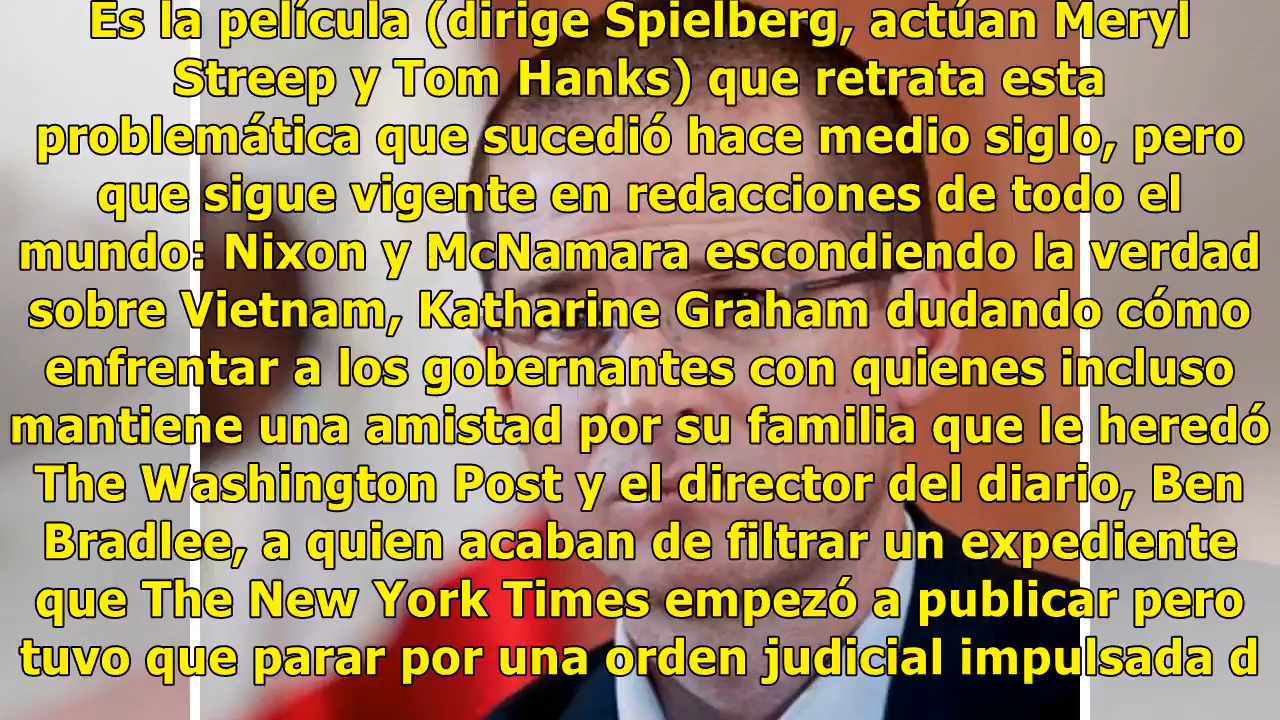 Es la película (dirige Spielberg, actúan Meryl
Streep y Tom Hanks) que retrata esta
problemática que sucedió hace medio siglo, pero
que sigue vigente en redacciones de todo el
mundo: Nixon y McNamara escondiendo la verdad
sobre Vietnam, Katharine Graham dudando cómo
enfrentar a los gobernantes con quienes incluso
mantiene una amistad por su familia que le heredó
The Washington Post y el director del diario, Ben
Bradlee, a quien acaban de filtrar un expediente
que The New York Times empezó a publicar pero
tuvo que parar por una orden judicial impulsada d